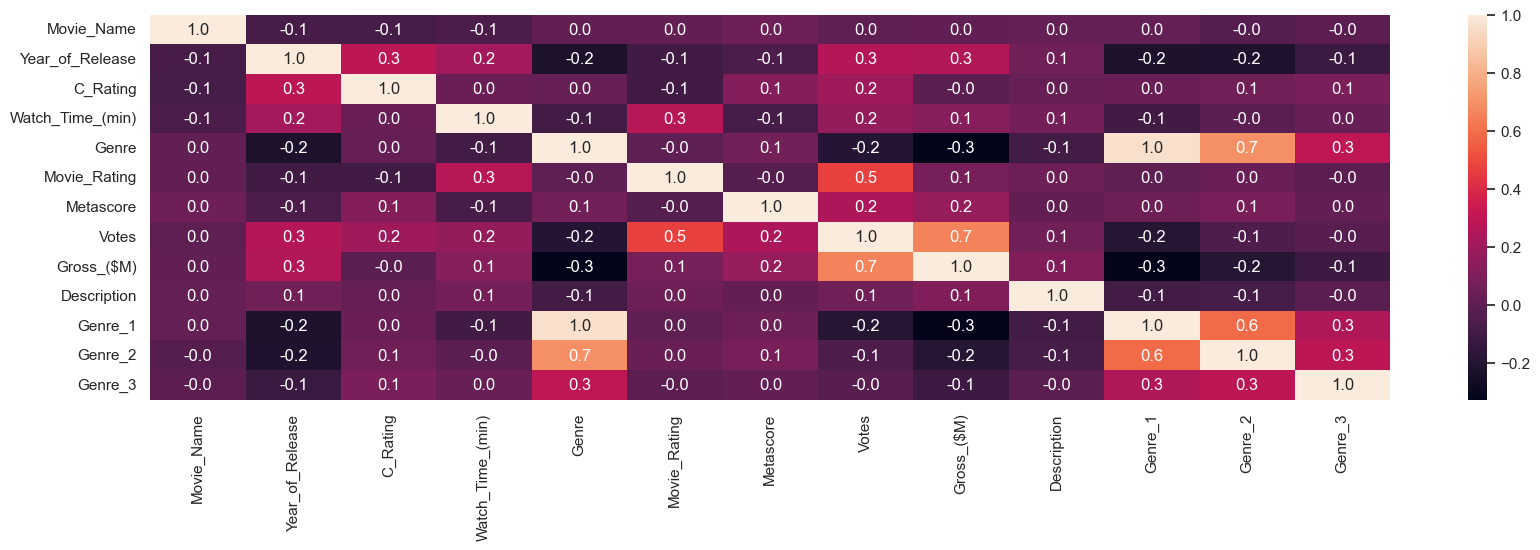 Movie_Name 1.0 -0.1 -0.1 -0.1 0.0 0.0 0.0 0.0 0.0 0.0 0.0 -0.0 -0.0
Year_of_Release -0.1 1.0 0.3 0.2 -0.2 -0.1 -0.1 0.3 0.3 0.1 -0.2 -0.2 -0.1
C_Rating -0.1 0.3 1.0 0.0 0.0 -0.1 0.1 0.2 -0.0 0.0 0.0 0.1 0.1
Watch_Time_(min) -0.1 0.2 0.0 1.0 -0.1 0.3 -0.1 0.2 0.1 0.1 -0.1 -0.0 0.0
Genre 0.0 -0.2 0.0 -0.1 1.0 -0.0 0.1 -0.2 -0.3 -0.1 1.0 0.7 0.3
Movie_Rating 0.0 -0.1 -0.1 0.3 -0.0 1.0 -0.0 0.5 0.1 0.0 0.0 0.0 -0.0
Metascore 0.0 -0.1 0.1 -0.1 0.1 -0.0 1.0 0.2 0.2 0.0 0.0 0.1 0.0
Votes 0.0 0.3 0.2 0.2 -0.2 0.5 0.2 1.0 0.7 0.1 -0.2 -0.1 -0.0
Gross_($M) 0.0 0.3 -0.0 0.1 -0.3 0.1 0.2 0.7 1.0 0.1 -0.3 -0.2 -0.1
Description 0.0 0.1 0.0 0.1 -0.1 0.0 0.0 0.1 0.1 1.0 -0.1 -0.1 -0.0
Genre_1 0.0 -0.2 0.0 -0.1 1.0 0.0 0.0 -0.2 -0.3 -0.1 1.0 0.6 0.3
Genre_2 -0.0 -0.2 0.1 -0.0 0.7 0.0 0.1 -0.1 -0.2 -0.1 0.6 1.0 0.3
Genre_3 -0.0 -0.1 0.1 0.0 0.3 -0.0 0.0 -0.0 -0.1 -0.0 0.3 0.3 1.0
Movie_Name
Year_of_Release
C_Rating
Watch_Time_(min)
Genre
Movie_Rating
Metascore
Votes
Gross_($M)
Description
Genre_1
Genre_2
Genre_3
1.0
0.8
0.6
0.4
0.2
0.0
−0.2